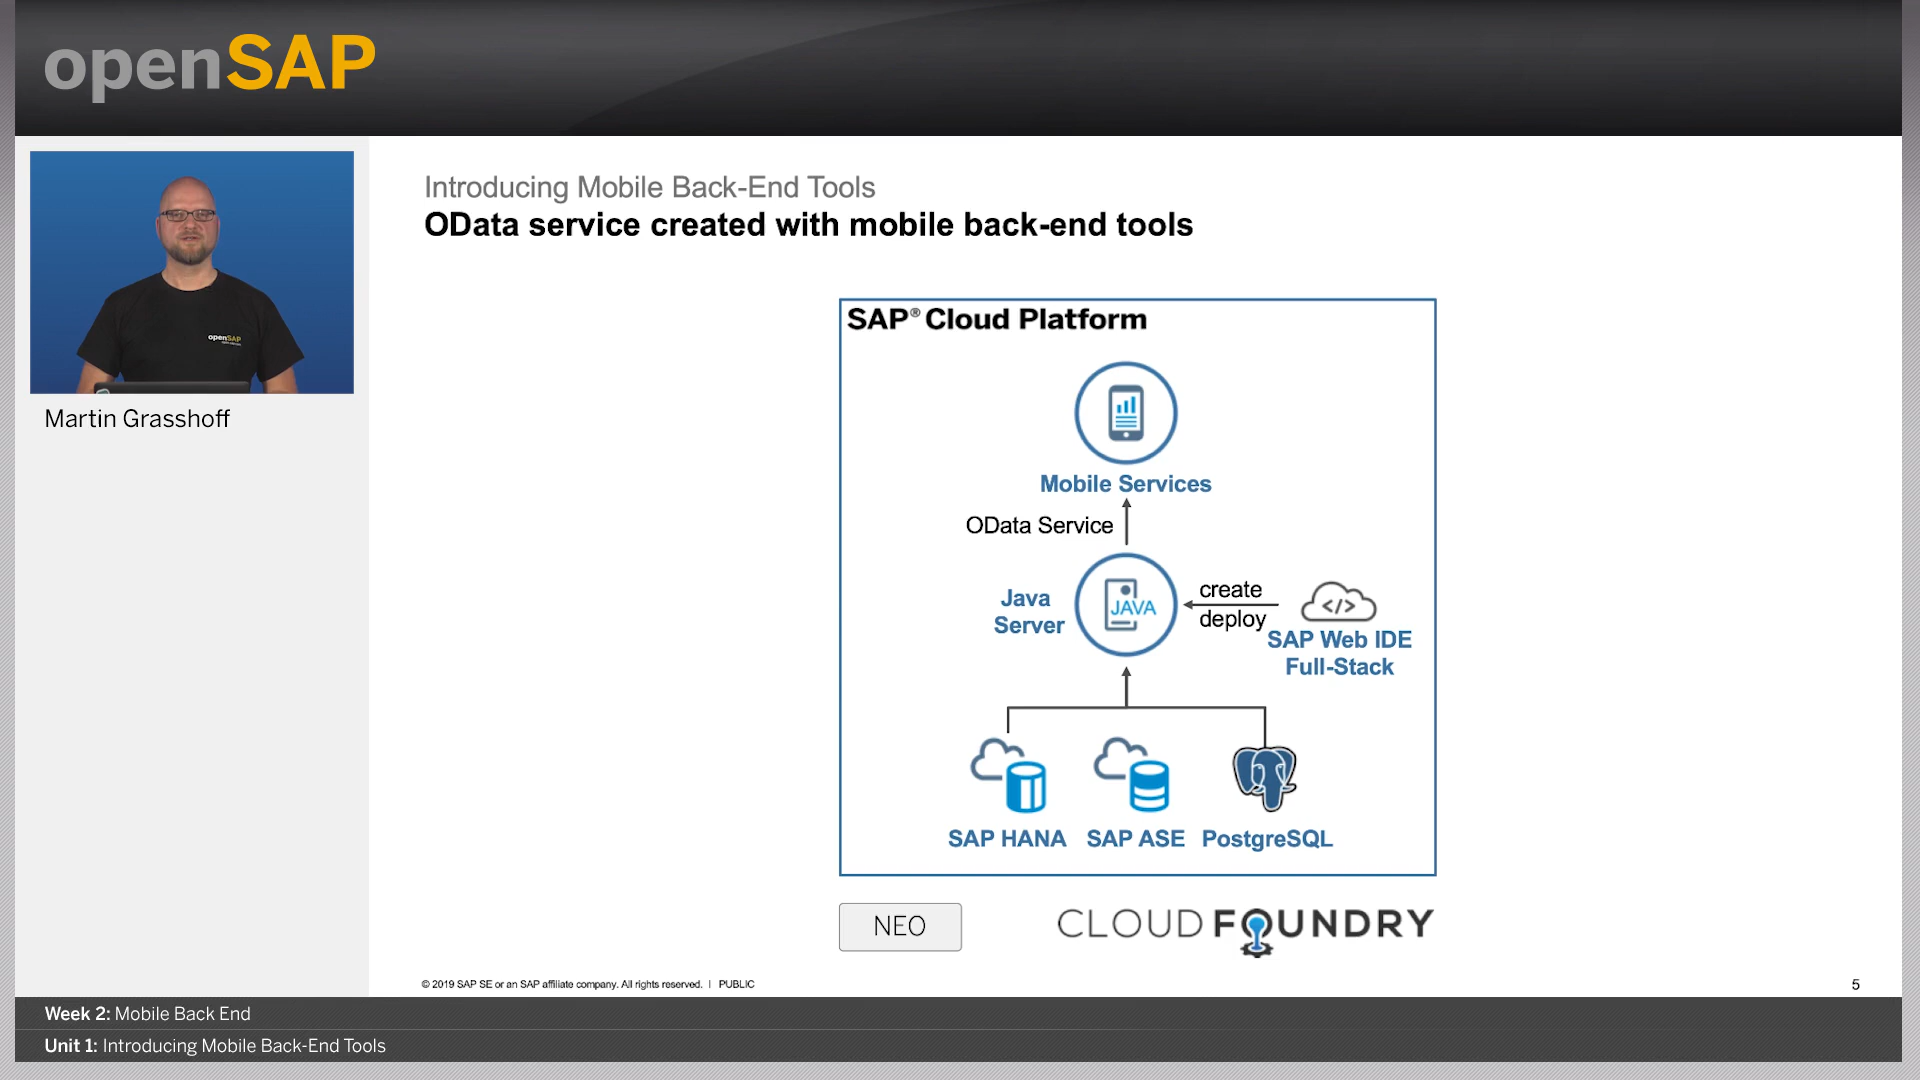 openSAP
openSAP
Martin Grasshoff
Introducing Mobile Back-End Tools
OData service created with mobile back-end tools
SAP® Cloud Platform
Mobile Services
OData Service
Java
Server
JAVA
create
deploy
</>
SAP Web IDE
Full-Stack
SAP HANA
SAP ASE
PostgreSQL
NEO
CLOUD FOUNDRY
© 2019 SAP SE or an SAP affiliate company. All rights reserved. | PUBLIC
5
Week 2: Mobile Back End
Unit 1: Introducing Mobile Back-End Tools